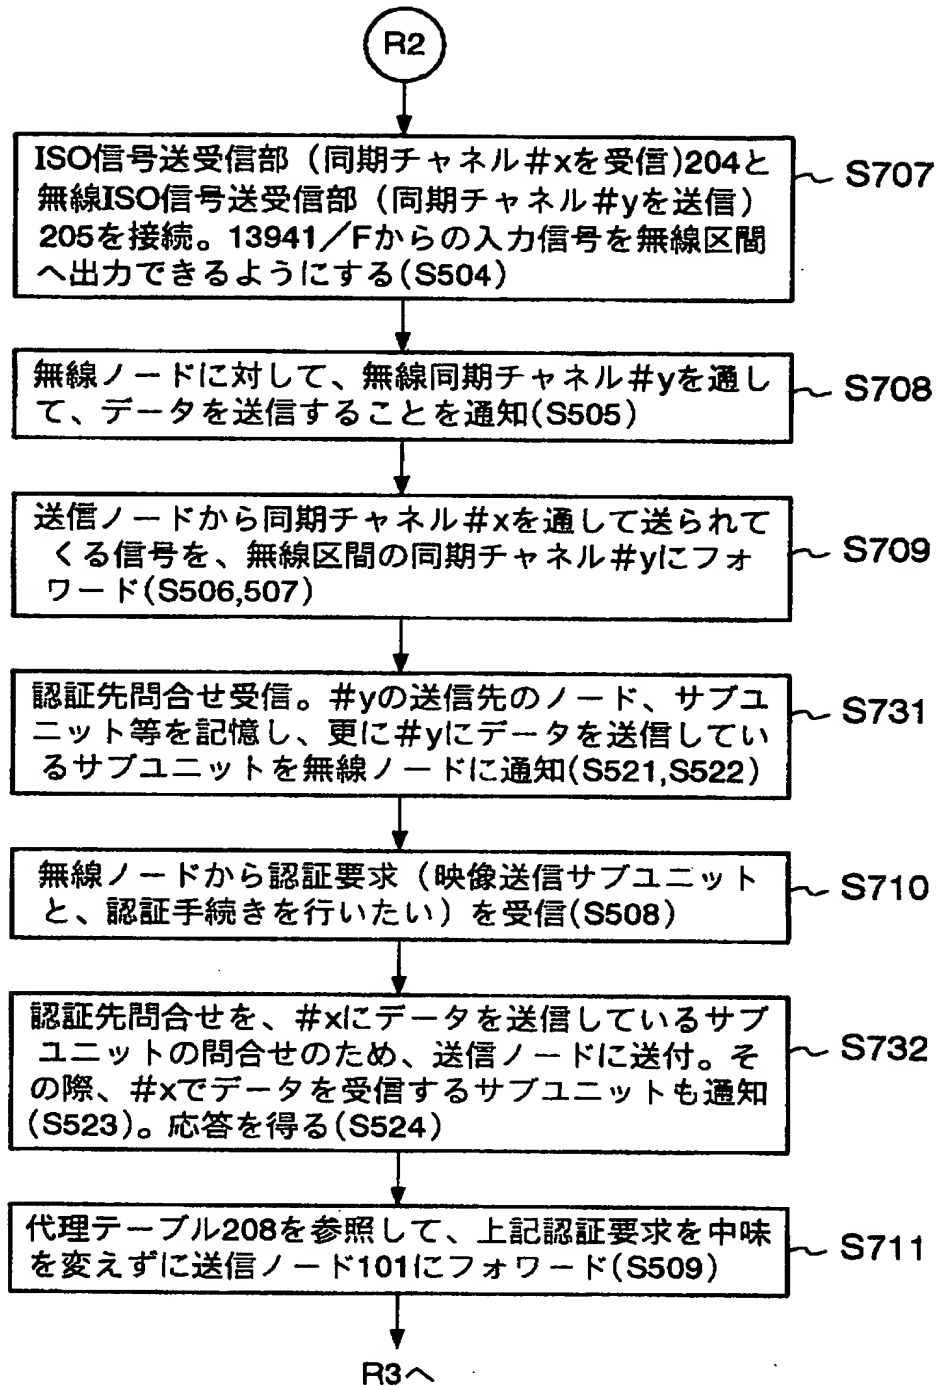 R2
ISO信号送受信部（同期チャネル＃xを受信)204と
無線ISO信号送受信部（同期チャネル＃yを送信）
205を接続。13941／Fからの入力信号を無線区間
へ出力できるようにする(S504)
S707
無線ノードに対して、無線同期チャネル＃yを通し
て、データを送信することを通知(S505)
S708
送信ノードから同期チャネル＃xを通して送られて
くる信号を、無線区間の同期チャネル＃yにフォ
ワード(S506,507)
S709
認証先問合せ受信。＃yの送信先のノード、サブユ
ニット等を記憶し、更に＃yにデータを送信してい
るサブユニットを無線ノードに通知(S521,S522)
S731
無線ノードから認証要求（映像送信サブユニット
と、認証手続きを行いたい）を受信(S508)
S710
認証先問合せを、＃xにデータを送信しているサブ
ユニットの問合せのため、送信ノードに送付。そ
の際、＃xでデータを受信するサブユニットも通知
(S523)。応答を得る(S524)
S732
代理テーブル208を参照して、上記認証要求を中味
を変えずに送信ノード101にフォワード(S509)
S711
R3へ